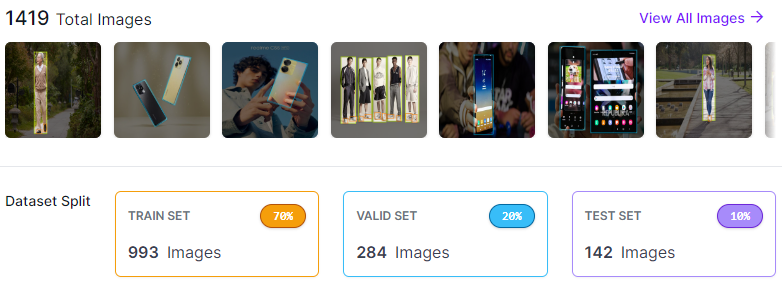 1419 Total Images
View All Images →
Dataset Split
TRAIN SET 70%
993 Images
VALID SET 20%
284 Images
TEST SET 10%
142 Images